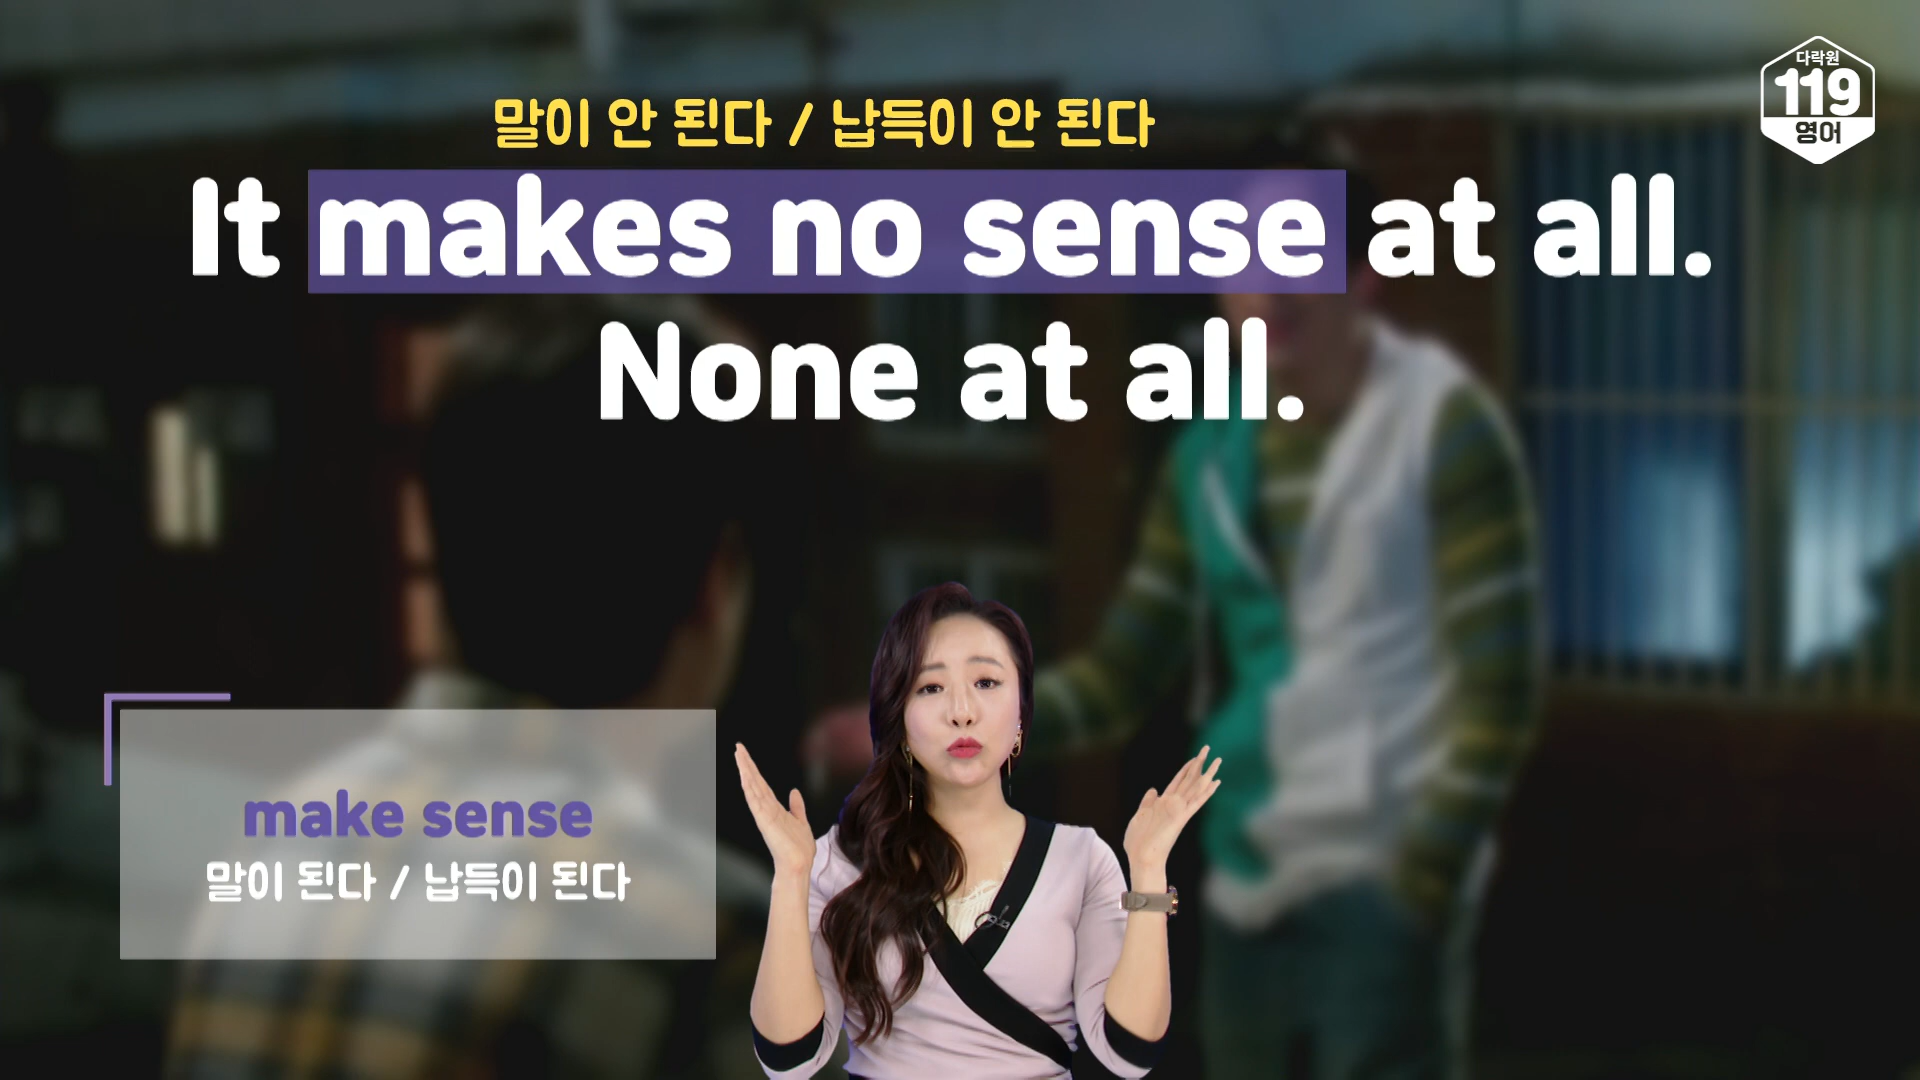 다락원
119
영어
말이 안 된다 / 납득이 안 된다
It makes no sense at all.
None at all.
make sense
말이 된다 / 납득이 된다